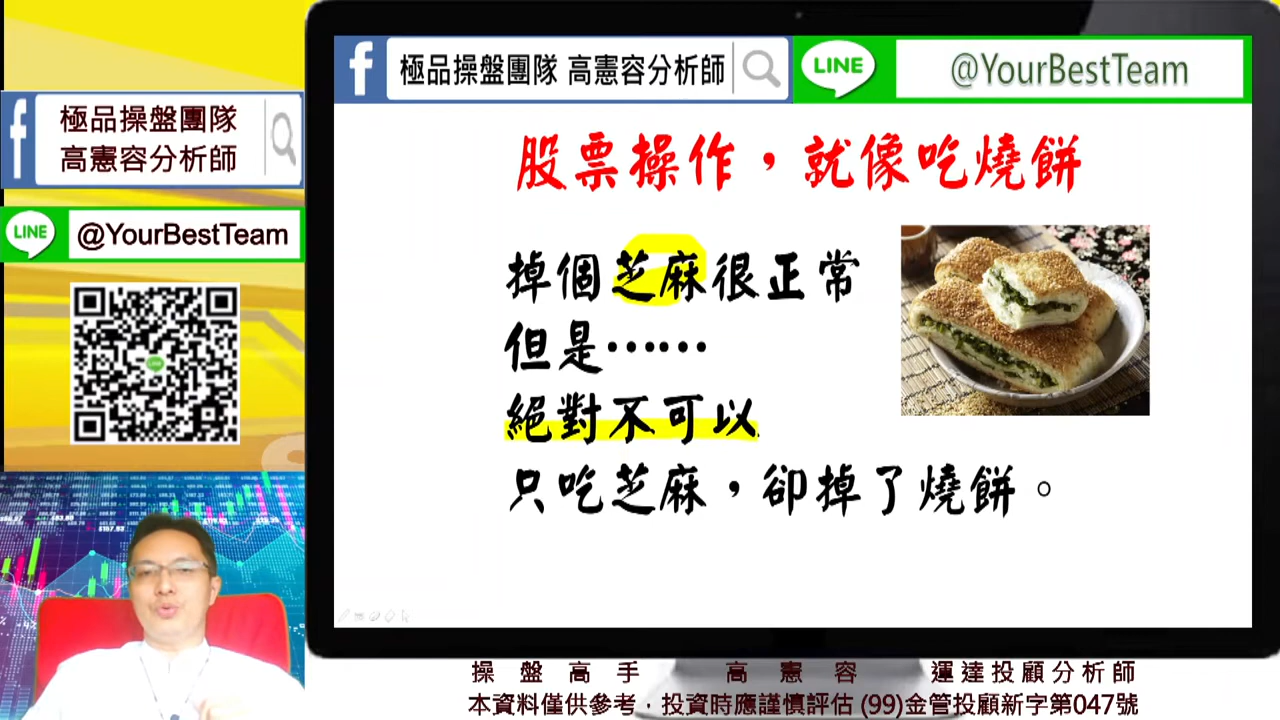 極品操盤團隊 高憲容分析師
LINE
@YourBestTeam
極品操盤團隊
高憲容分析師
LINE
@YourBestTeam
股票操作，就像吃燒餅
掉個芝麻很正常
但是……
絕對不可以
只吃芝麻，卻掉了燒餅。
操盤高手 高憲容 運達投顧分析師
本資料僅供參考，投資時應謹慎評估 (99)金管投顧新字第047號